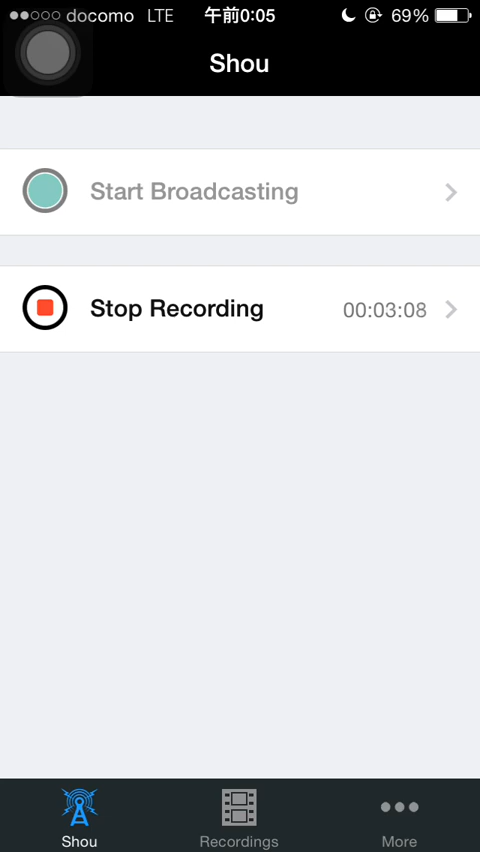 docomo LTE 午前0:05 69%
Shou
Start Broadcasting
Stop Recording 00:03:08
Shou Recordings More